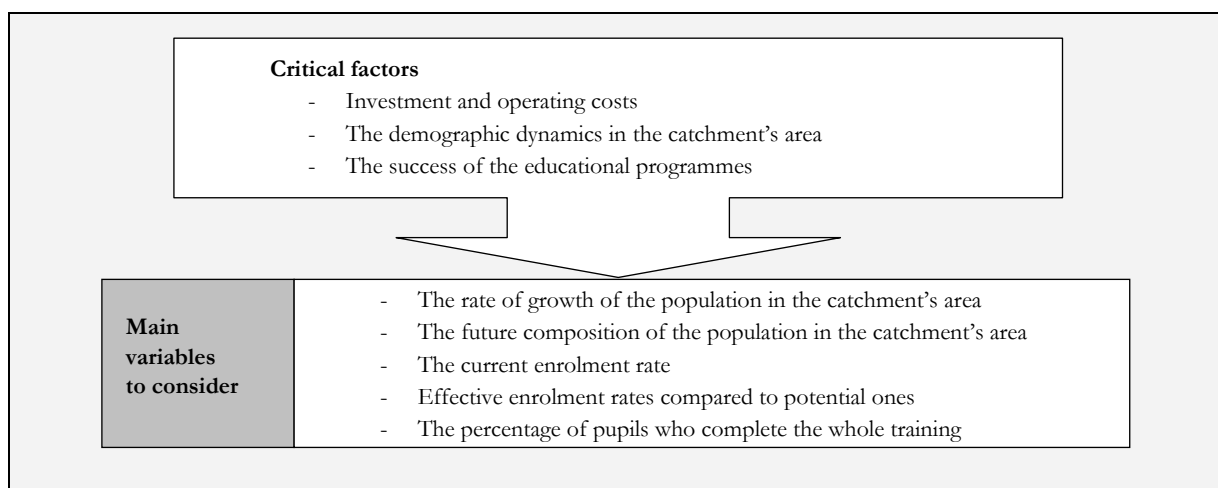 Critical factors
- Investment and operating costs
- The demographic dynamics in the catchment’s area
- The success of the educational programmes
Main
variables
to consider
- The rate of growth of the population in the catchment’s area
- The future composition of the population in the catchment’s area
- The current enrolment rate
- Effective enrolment rates compared to potential ones
- The percentage of pupils who complete the whole training